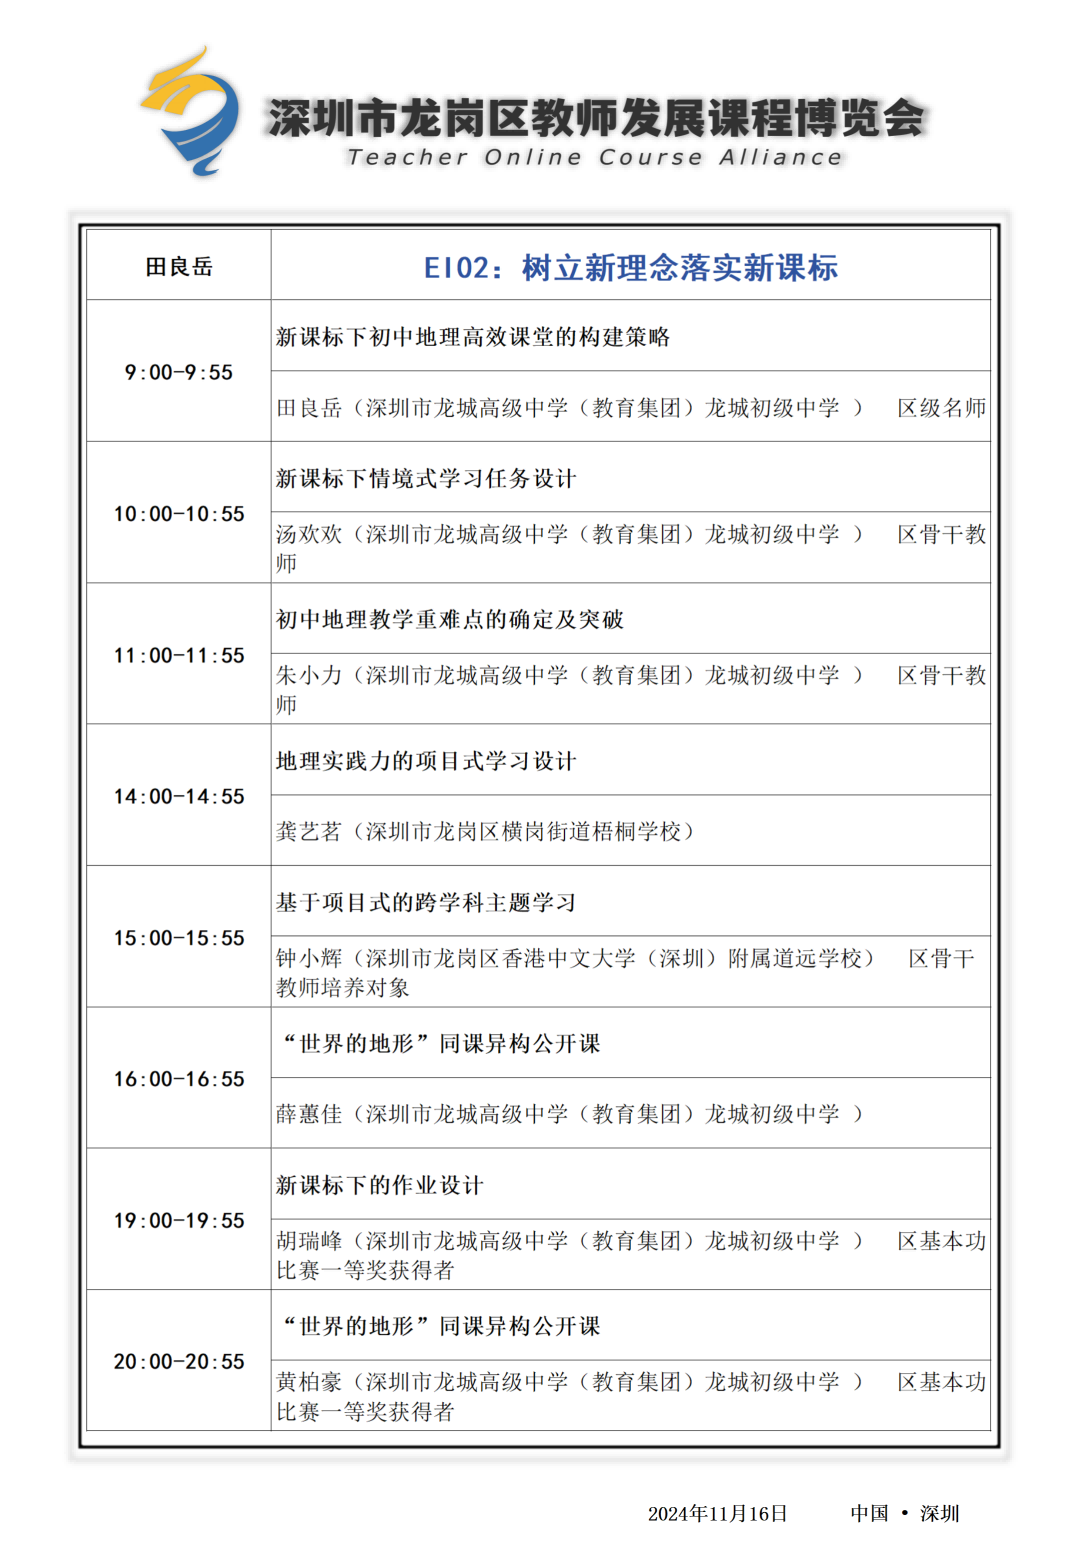 深圳市龙岗区教师发展课程博览会
Teacher Online Course Alliance
田良岳
EI02：树立新理念落实新课标
9:00-9:55
新课标下初中地理高效课堂的构建策略
田良岳（深圳市龙城高级中学（教育集团）龙城初级中学 ） 区级名师
10:00-10:55
新课标下情境式学习任务设计
汤欢欢（深圳市龙城高级中学（教育集团）龙城初级中学 ） 区骨干教
师
11:00-11:55
初中地理教学重难点的确定及突破
朱小力（深圳市龙城高级中学（教育集团）龙城初级中学 ） 区骨干教
师
14:00-14:55
地理实践力的项目式学习设计
龚艺茗（深圳市龙岗区横岗街道梧桐学校）
15:00-15:55
基于项目式的跨学科主题学习
钟小辉（深圳市龙岗区香港中文大学（深圳）附属道远学校） 区骨干
教师培养对象
16:00-16:55
“世界的地形”同课异构公开课
薛蕙佳（深圳市龙城高级中学（教育集团）龙城初级中学 ）
19:00-19:55
新课标下的作业设计
胡瑞峰（深圳市龙城高级中学（教育集团）龙城初级中学 ） 区基本功
比赛一等奖获得者
20:00-20:55
“世界的地形”同课异构公开课
黄柏豪（深圳市龙城高级中学（教育集团）龙城初级中学 ） 区基本功
比赛一等奖获得者
2024年11月16日 中国 • 深圳